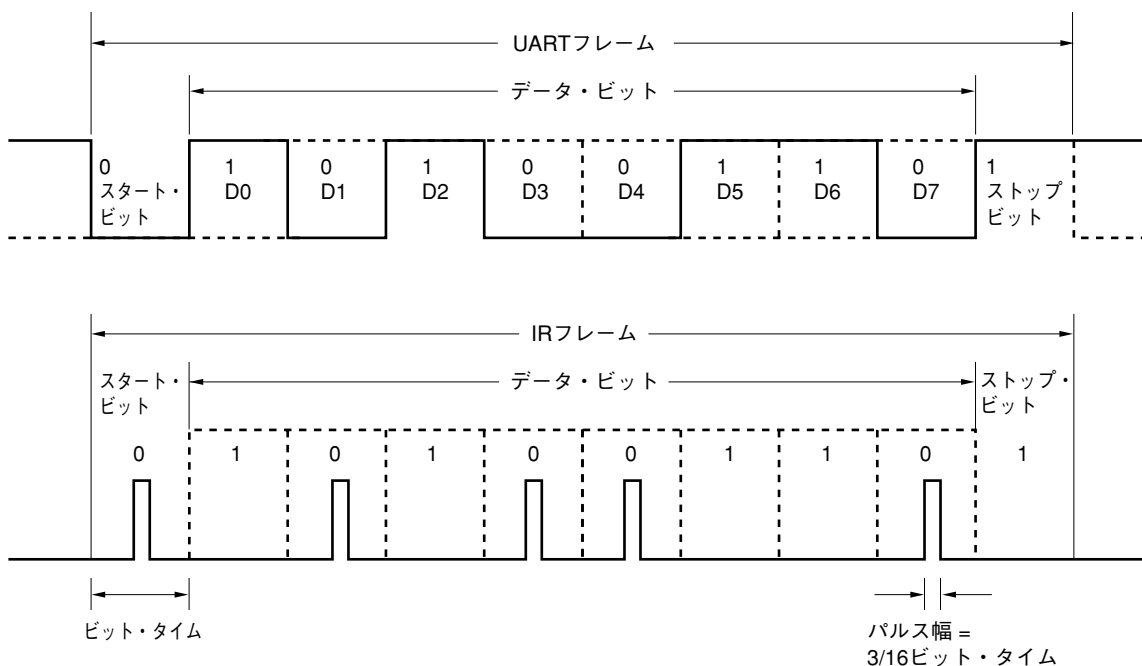 UARTフレーム
データ・ビット
0 1 0 1 0 0 1 1 0 1
スタート・
ビット
D0 D1 D2 D3 D4 D5 D6 D7
ストップ
ビット
IRフレーム
スタート・
ビット
データ・ビット
ストップ・
ビット
0 1 0 1 0 0 1 1 0 1
ビット・タイム
パルス幅 =
3/16ビット・タイム